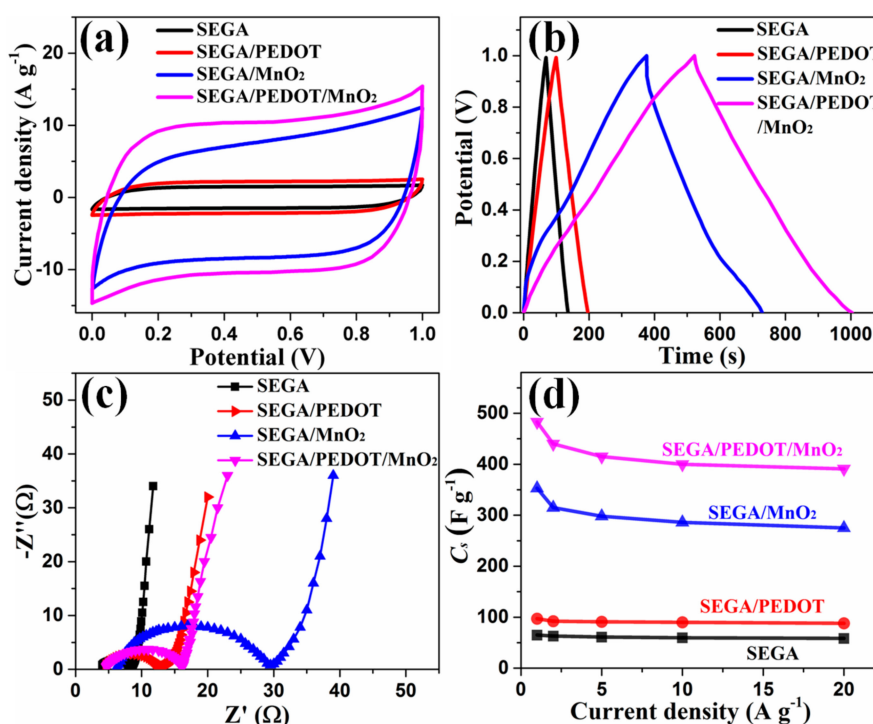 (a)
SEGA
SEGA/PEDOT
SEGA/MnO₂
SEGA/PEDOT/MnO₂
Current density (A g⁻¹)
20
10
0
-10
0.0 0.2 0.4 0.6 0.8 1.0
Potential (V)
(b)
SEGA
SEGA/PEDOT
SEGA/MnO₂
SEGA/PEDOT
/MnO₂
Potential (V)
1.0
0.8
0.6
0.4
0.2
0.0
0 200 400 600 800 1000
Time (s)
(c)
SEGA
SEGA/PEDOT
SEGA/MnO₂
SEGA/PEDOT/MnO₂
-Z''(Ω)
50
40
30
20
10
0
0 10 20 30 40 50
Z' (Ω)
(d)
Cₛ (F g⁻¹)
500
400
300
200
100
0
SEGA/PEDOT/MnO₂
SEGA/MnO₂
SEGA/PEDOT
SEGA
0 5 10 15 20
Current density (A g⁻¹)